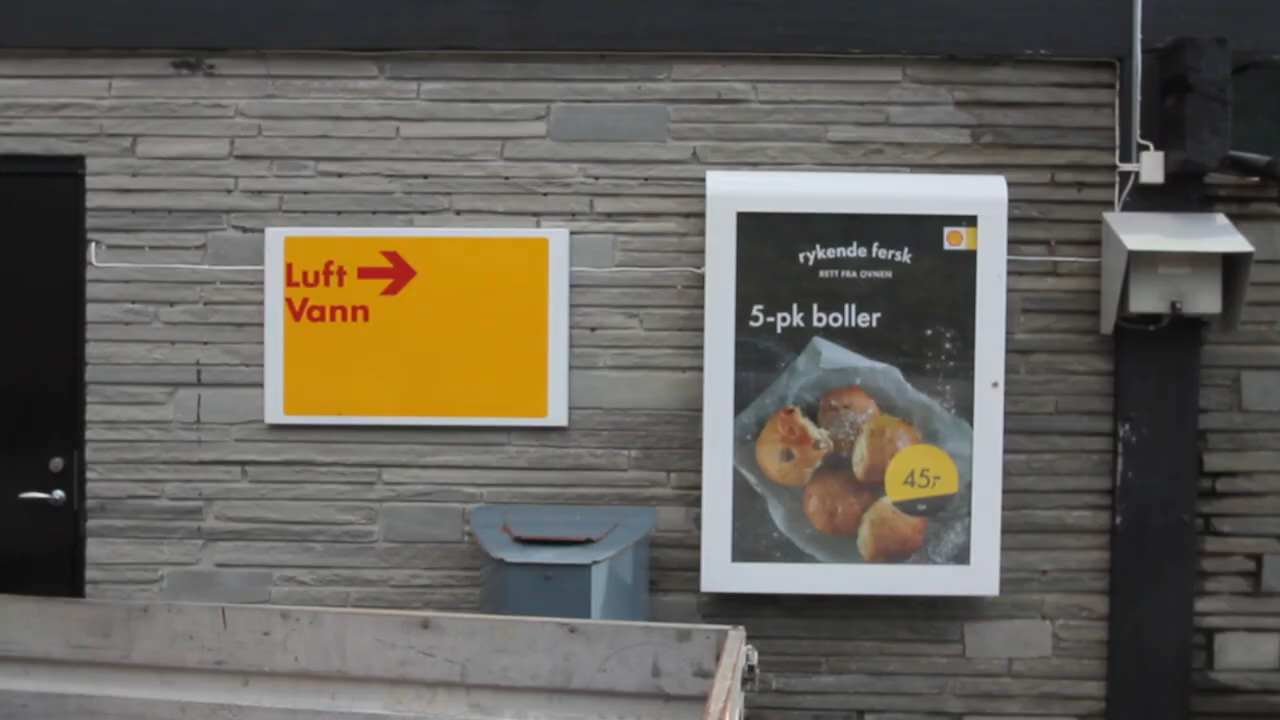 Luft
Vann
rykende fersk
RETT FRA OVNEN
5-pk boller
45,-